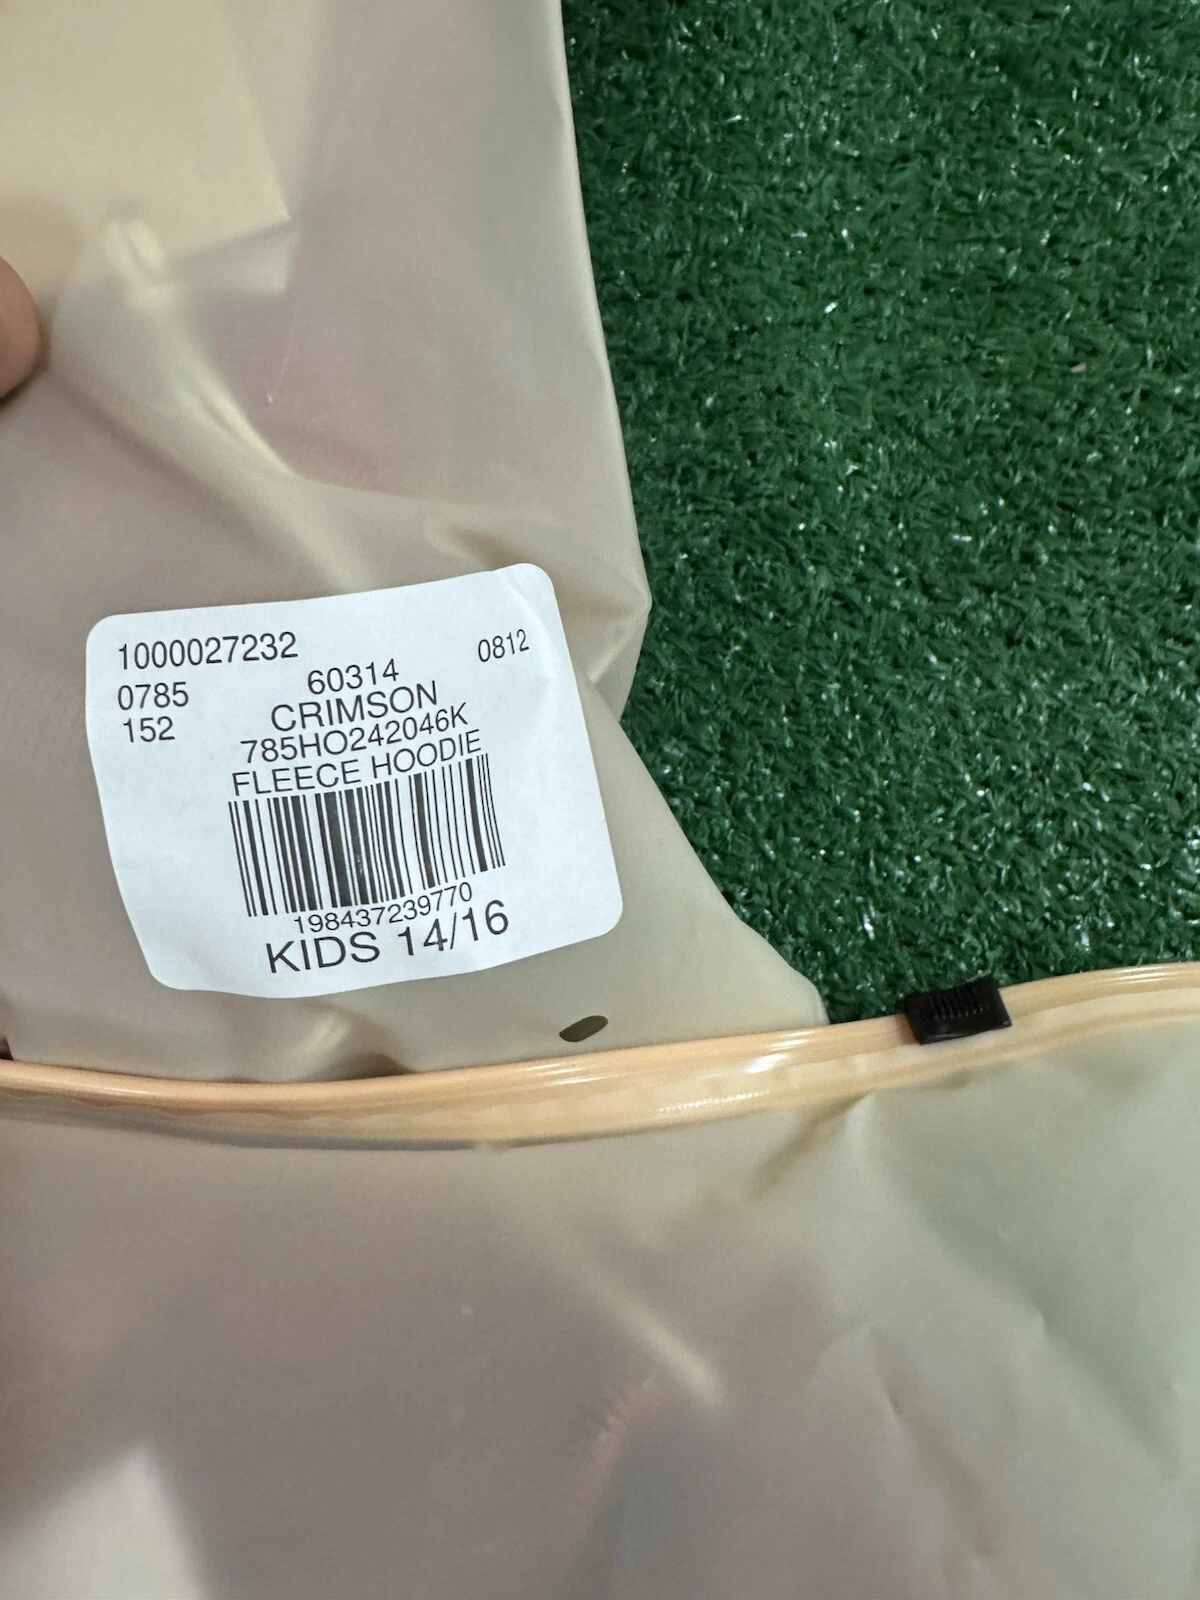 1000027232
0812
0785
60314
152
CRIMSON
785HO242046K
FLEECE HOODIE
198437239770
KIDS 14/16